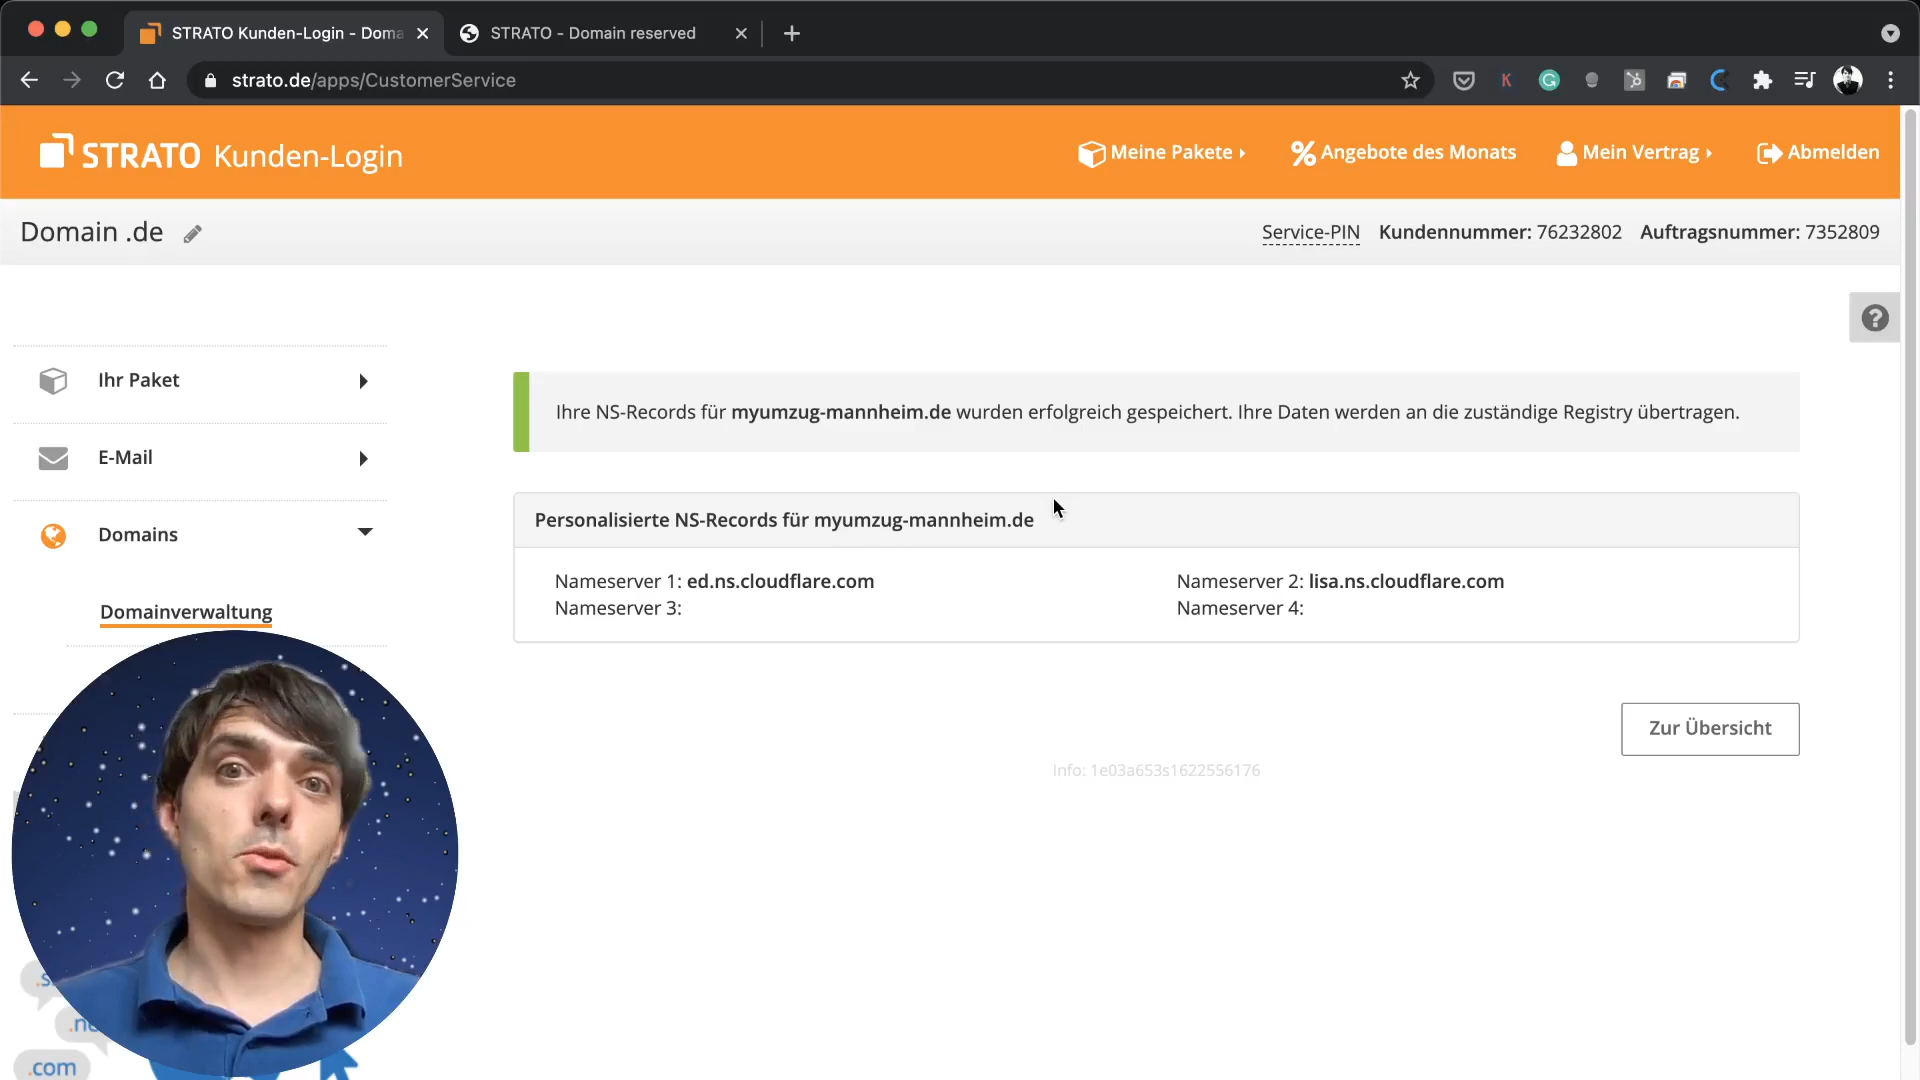 STRATO Kunden-Login - Doma
STRATO - Domain reserved
strato.de/apps/CustomerService
STRATO Kunden-Login
Meine Pakete
Angebote des Monats
Mein Vertrag
Abmelden
Domain .de
Service-PIN
Kundennummer: 76232802
Auftragsnummer: 7352809
Ihr Paket
E-Mail
Domains
Domainverwaltung
Ihre NS-Records für myumzug-mannheim.de wurden erfolgreich gespeichert. Ihre Daten werden an die zuständige Registry übertragen.
Personalisierte NS-Records für myumzug-mannheim.de
Nameserver 1: ed.ns.cloudflare.com
Nameserver 2: lisa.ns.cloudflare.com
Nameserver 3:
Nameserver 4:
Zur Übersicht
Info: 1e03a653s1622556176
.com